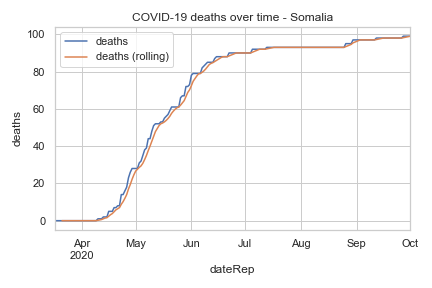 COVID-19 deaths over time - Somalia
deaths
deaths (rolling)
100
80
60
40
20
0
deaths
Apr May Jun Jul Aug Sep Oct
2020
dateRep